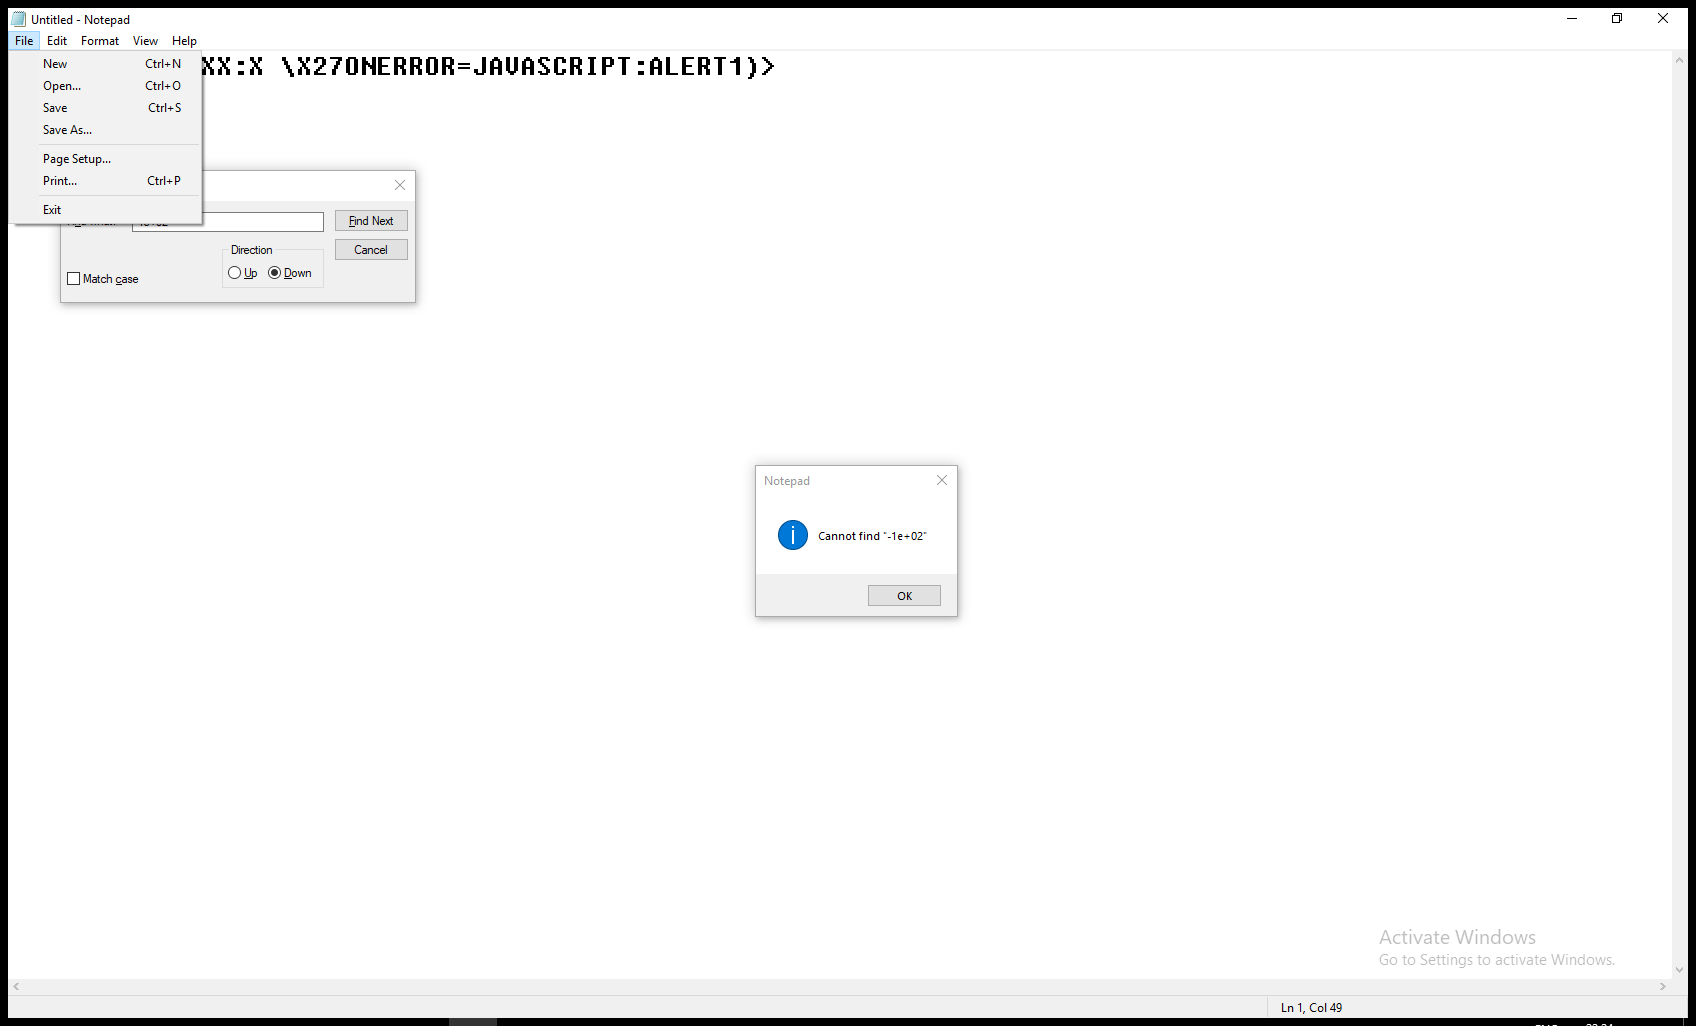 Untitled - Notepad
File Edit Format View Help
XX:X \X27ONERROR=JAVASCRIPT:ALERT1)>
New Ctrl+N
Open... Ctrl+O
Save Ctrl+S
Save As...
Page Setup...
Print... Ctrl+P
Exit
Find Next
Direction
Cancel
Up Down
Match case
Notepad
Cannot find "-1e+02"
OK
Activate Windows
Go to Settings to activate Windows.
Ln 1, Col 49